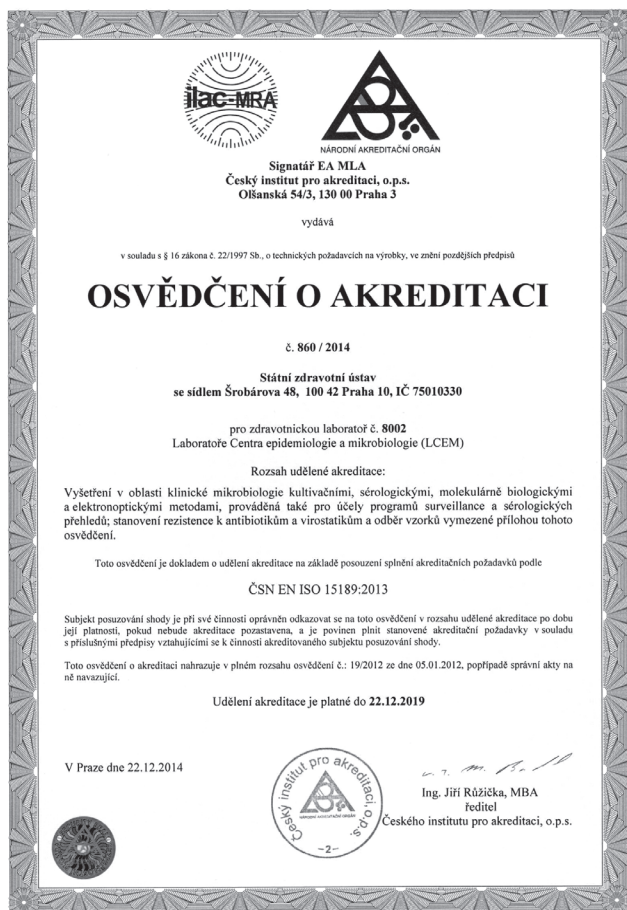 ilac-MRA
NÁRODNÍ AKREDITAČNÍ ORGÁN
Signatář EA MLA
Český institut pro akreditaci, o.p.s.
Olšanská 54/3, 130 00 Praha 3
vydává
v souladu s § 16 zákona č. 22/1997 Sb., o technických požadavcích na výrobky, ve znění pozdějších předpisů
OSVĚDČENÍ O AKREDITACI
č. 860 / 2014
Státní zdravotní ústav
se sídlem Šrobárova 48, 100 42 Praha 10, IČ 75010330
pro zdravotnickou laboratoř č. 8002
Laboratoře Centra epidemiologie a mikrobiologie (LCEM)
Rozsah udělené akreditace:
Vyšetření v oblasti klinické mikrobiologie kultivačními, sérologickými, molekulárně biologickými
a elektronoptickými metodami, prováděná také pro účely programů surveillance a sérologických
přehledů; stanovení rezistence k antibiotikům a virostatikům a odběr vzorků vymezené přílohou tohoto
osvědčení.
Toto osvědčení je dokladem o udělení akreditace na základě posouzení splnění akreditačních požadavků podle
ČSN EN ISO 15189:2013
Subjekt posuzování shody je při své činnosti oprávněn odkazovat se na toto osvědčení v rozsahu udělené akreditace po dobu
její platnosti, pokud nebude akreditace pozastavena, a je povinen plnit stanovené akreditační požadavky v souladu
s příslušnými předpisy vztahujícími se k činnosti akreditovaného subjektu posuzování shody.
Toto osvědčení o akreditaci nahrazuje v plném rozsahu osvědčení č.: 19/2012 ze dne 05.01.2012, popřípadě správní akty na
ně navazující.
Udělení akreditace je platné do 22.12.2019
V Praze dne 22.12.2014
Český institut pro akreditaci, o.p.s.
NÁRODNÍ AKREDITAČNÍ ORGÁN
-2-
Ing. Jiří Růžička, MBA
ředitel
Českého institutu pro akreditaci, o.p.s.